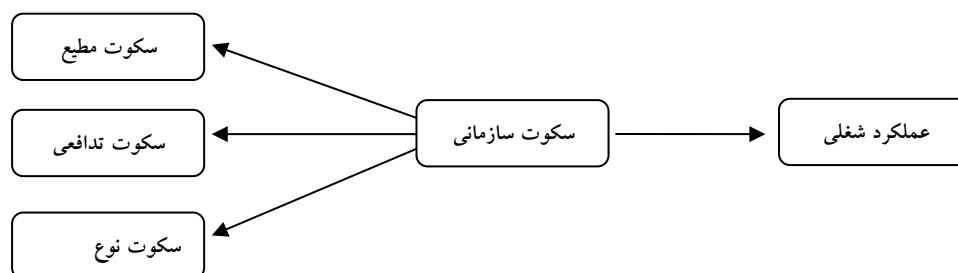 سکوت مطیع
سکوت سازمانی
عملکرد شغلی
سکوت تدافعی
سکوت نوع